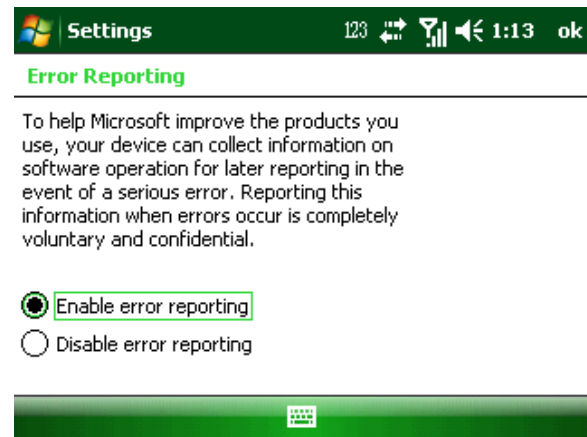 Settings 123 1:13 ok
Error Reporting
To help Microsoft improve the products you
use, your device can collect information on
software operation for later reporting in the
event of a serious error. Reporting this
information when errors occur is completely
voluntary and confidential.
Enable error reporting
Disable error reporting